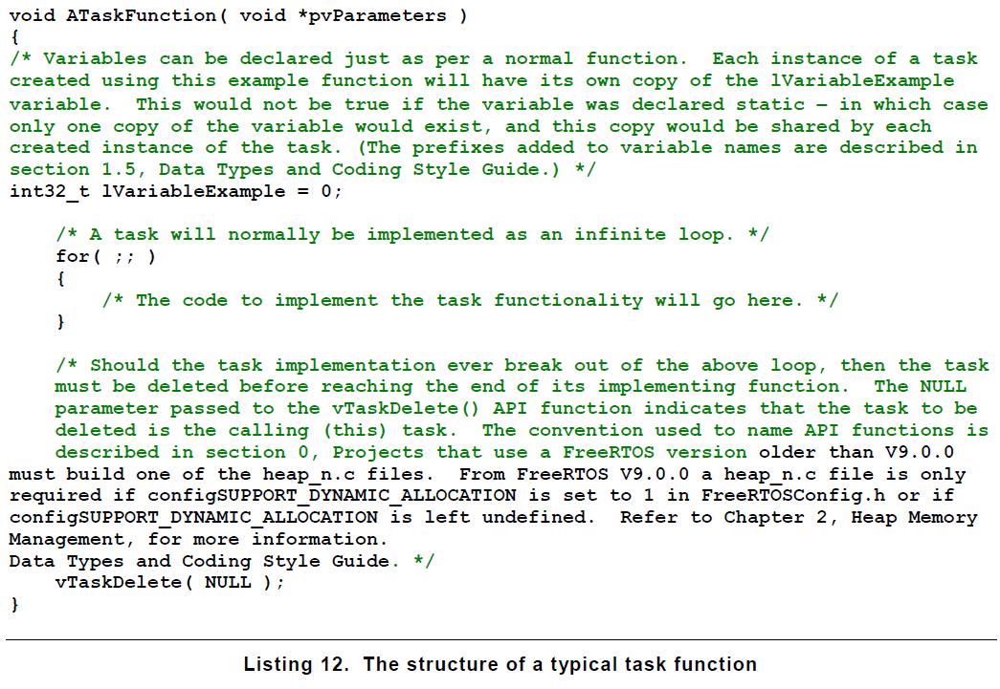 void ATaskFunction( void *pvParameters )
{
/* Variables can be declared just as per a normal function.  Each instance of a task
created using this example function will have its own copy of the lVariableExample
variable.  This would not be true if the variable was declared static – in which case
only one copy of the variable would exist, and this copy would be shared by each
created instance of the task. (The prefixes added to variable names are described in
section 1.5, Data Types and Coding Style Guide.) */
int32_t lVariableExample = 0;

    /* A task will normally be implemented as an infinite loop. */
    for( ;; )
    {
        /* The code to implement the task functionality will go here. */
    }

    /* Should the task implementation ever break out of the above loop, then the task
    must be deleted before reaching the end of its implementing function.  The NULL
    parameter passed to the vTaskDelete() API function indicates that the task to be
    deleted is the calling (this) task.  The convention used to name API functions is
    described in section 0, Projects that use a FreeRTOS version older than V9.0.0
must build one of the heap_n.c files.  From FreeRTOS V9.0.0 a heap_n.c file is only
required if configSUPPORT_DYNAMIC_ALLOCATION is set to 1 in FreeRTOSConfig.h or if
configSUPPORT_DYNAMIC_ALLOCATION is left undefined.  Refer to Chapter 2, Heap Memory
Management, for more information.
Data Types and Coding Style Guide. */
    vTaskDelete( NULL );
}
Listing 12.  The structure of a typical task function